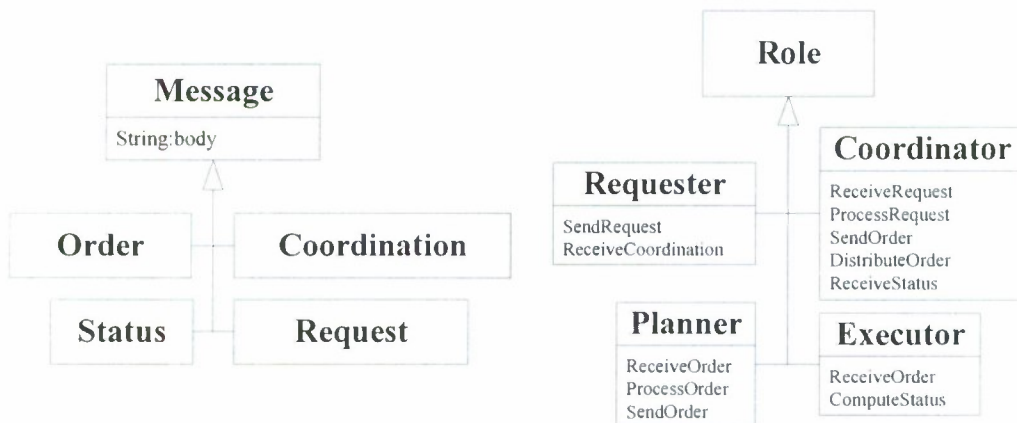 Message
String:body
Order
Coordination
Status
Request
Role
Requester
SendRequest
ReceiveCoordination
Coordinator
ReceiveRequest
ProcessRequest
SendOrder
DistributeOrder
ReceiveStatus
Planner
ReceiveOrder
ProcessOrder
SendOrder
Executor
ReceiveOrder
ComputeStatus